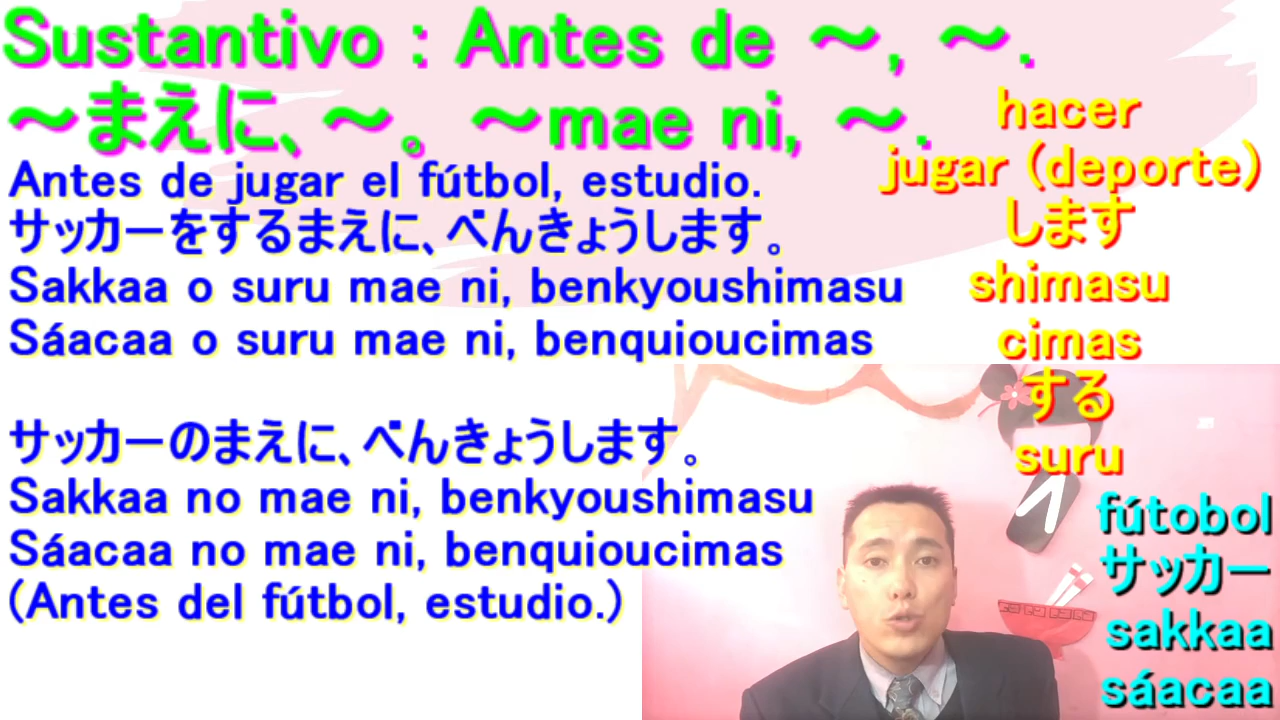 Sustantivo : Antes de ～, ～.
～まえに、～。 ～mae ni, ～.
Antes de jugar el fútbol, estudio.
サッカーをするまえに、べんきょうします。
Sakkaa o suru mae ni, benkyoushimasu
Sáacaa o suru mae ni, benquioucimas
サッカーのまえに、べんきょうします。
Sakkaa no mae ni, benkyoushimasu
Sáacaa no mae ni, benquioucimas
(Antes del fútbol, estudio.)
hacer
jugar (deporte)
します
shimasu
cimas
する
suru
fútobol
サッカー
sakkaa
sáacaa